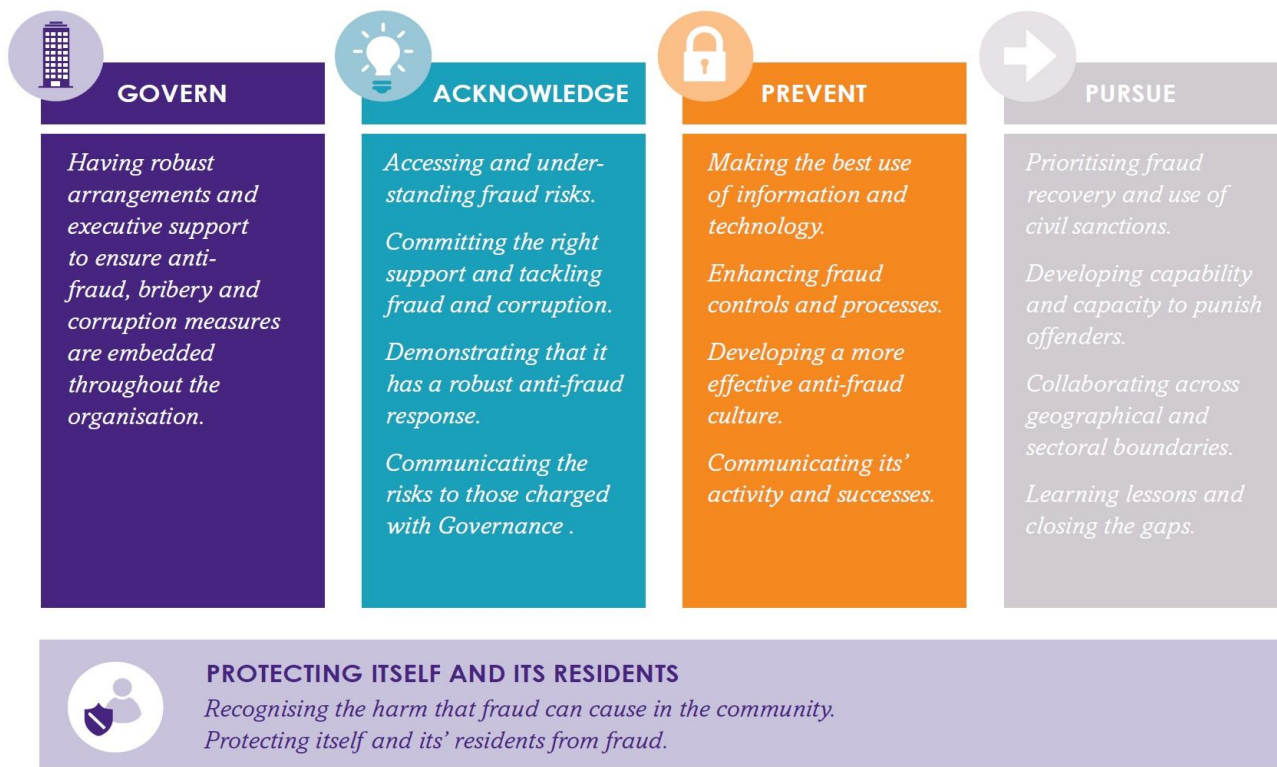 GOVERN
Having robust
arrangements and
executive support
to ensure anti-
fraud, bribery and
corruption measures
are embedded
throughout the
organisation.
ACKNOWLEDGE
Accessing and under-
standing fraud risks.
Committing the right
support and tackling
fraud and corruption.
Demonstrating that it
has a robust anti-fraud
response.
Communicating the
risks to those charged
with Governance .
PREVENT
Making the best use
of information and
technology.
Enhancing fraud
controls and processes.
Developing a more
effective anti-fraud
culture.
Communicating its’
activity and successes.
PURSUE
Prioritising fraud
recovery and use of
civil sanctions.
Developing capability
and capacity to punish
offenders.
Collaborating across
geographical and
sectoral boundaries.
Learning lessons and
closing the gaps.
PROTECTING ITSELF AND ITS RESIDENTS
Recognising the harm that fraud can cause in the community.
Protecting itself and its’ residents from fraud.